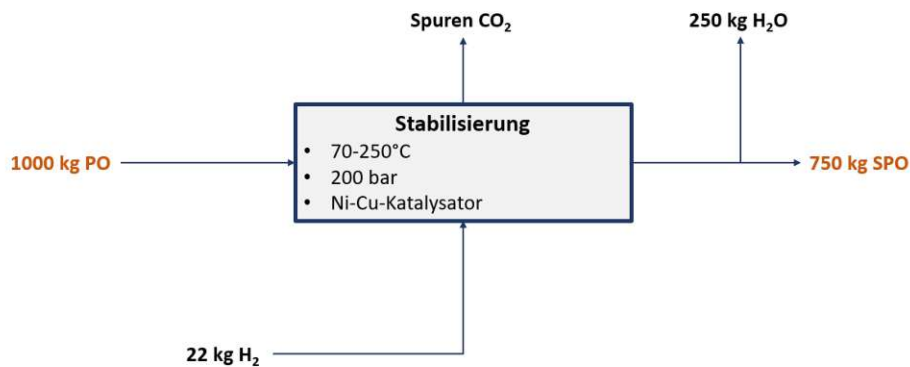 Spuren CO₂
250 kg H₂O
Stabilisierung
1000 kg PO
• 70-250°C
• 200 bar
• Ni-Cu-Katalysator
750 kg SPO
22 kg H₂